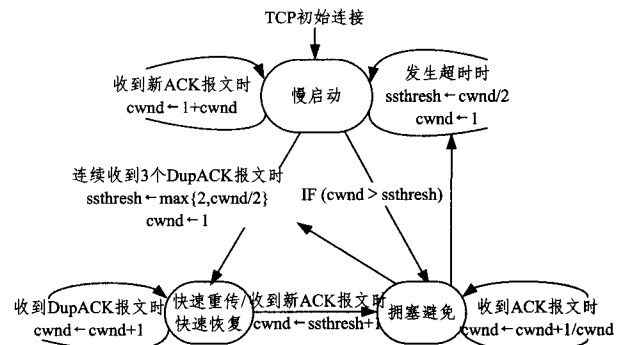 TCP初始连接
收到新ACK报文时
cwnd←1+cwnd
慢启动
发生超时时
ssthresh←cwnd/2
cwnd←1
连续收到3个DupACK报文时
ssthresh←max{2,cwnd/2}
cwnd←1
IF (cwnd > ssthresh)
收到DupACK报文时
cwnd←cwnd+1
快速重传/
快速恢复
收到新ACK报文时
cwnd←ssthresh+1
拥塞避免
收到ACK报文时
cwnd←cwnd+1/cwnd